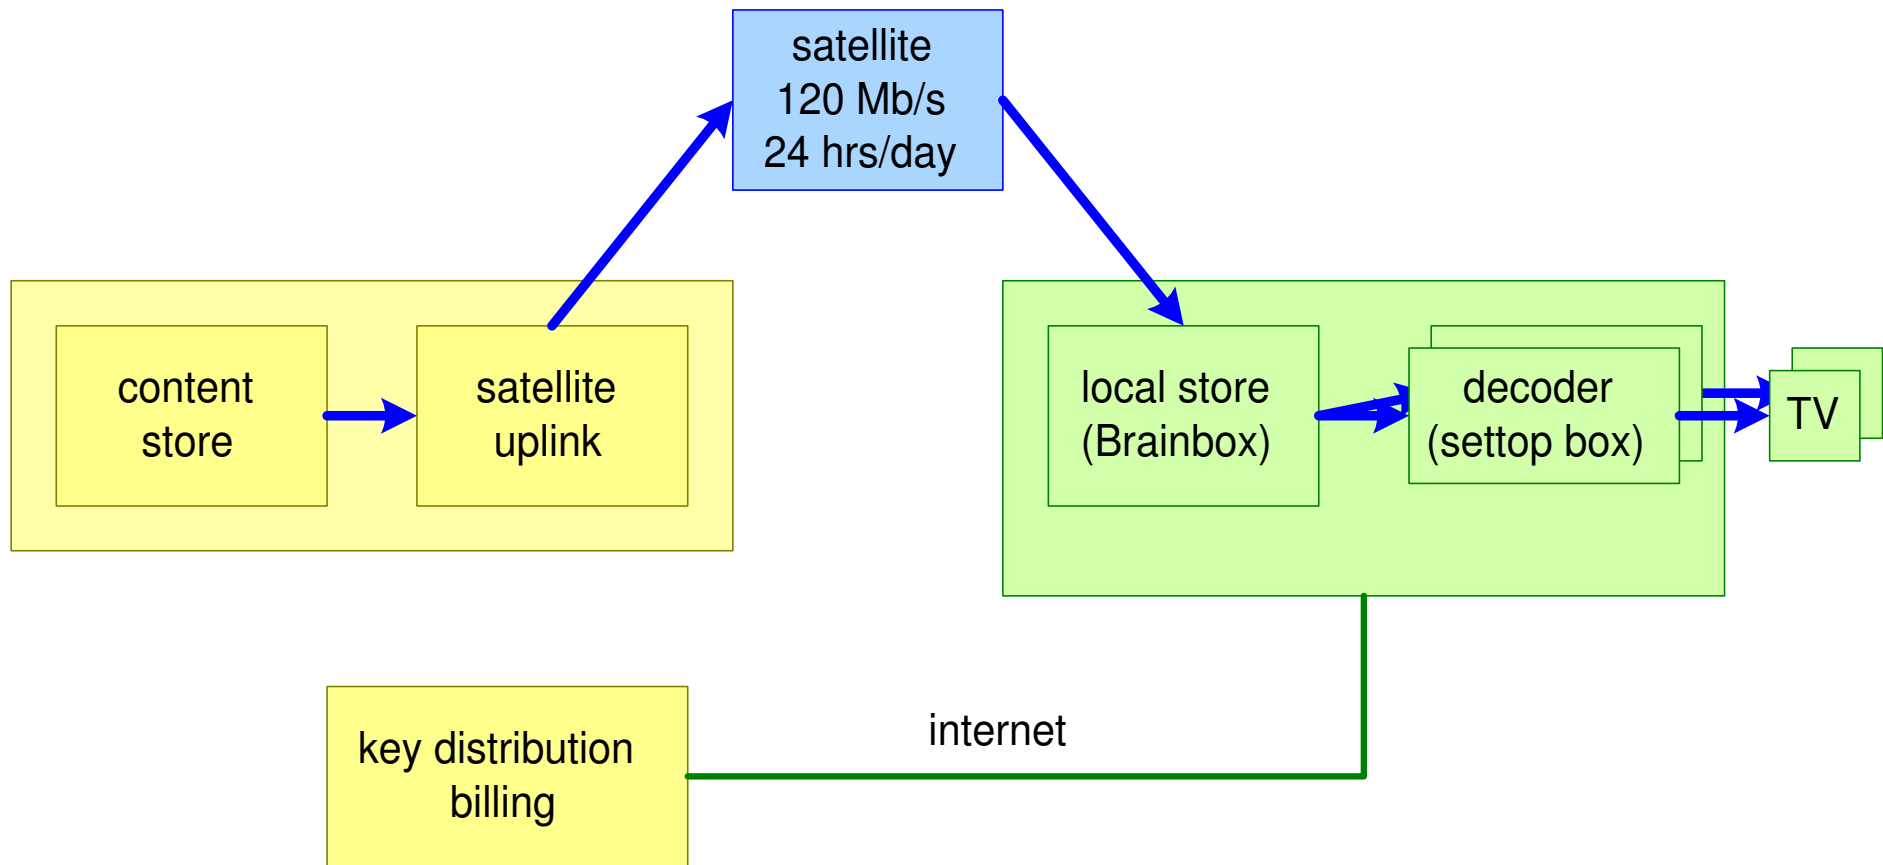 satellite
120 Mb/s
24 hrs/day
content
store
satellite
uplink
local store
(Brainbox)
decoder
(settop box)
TV
key distribution
billing
internet